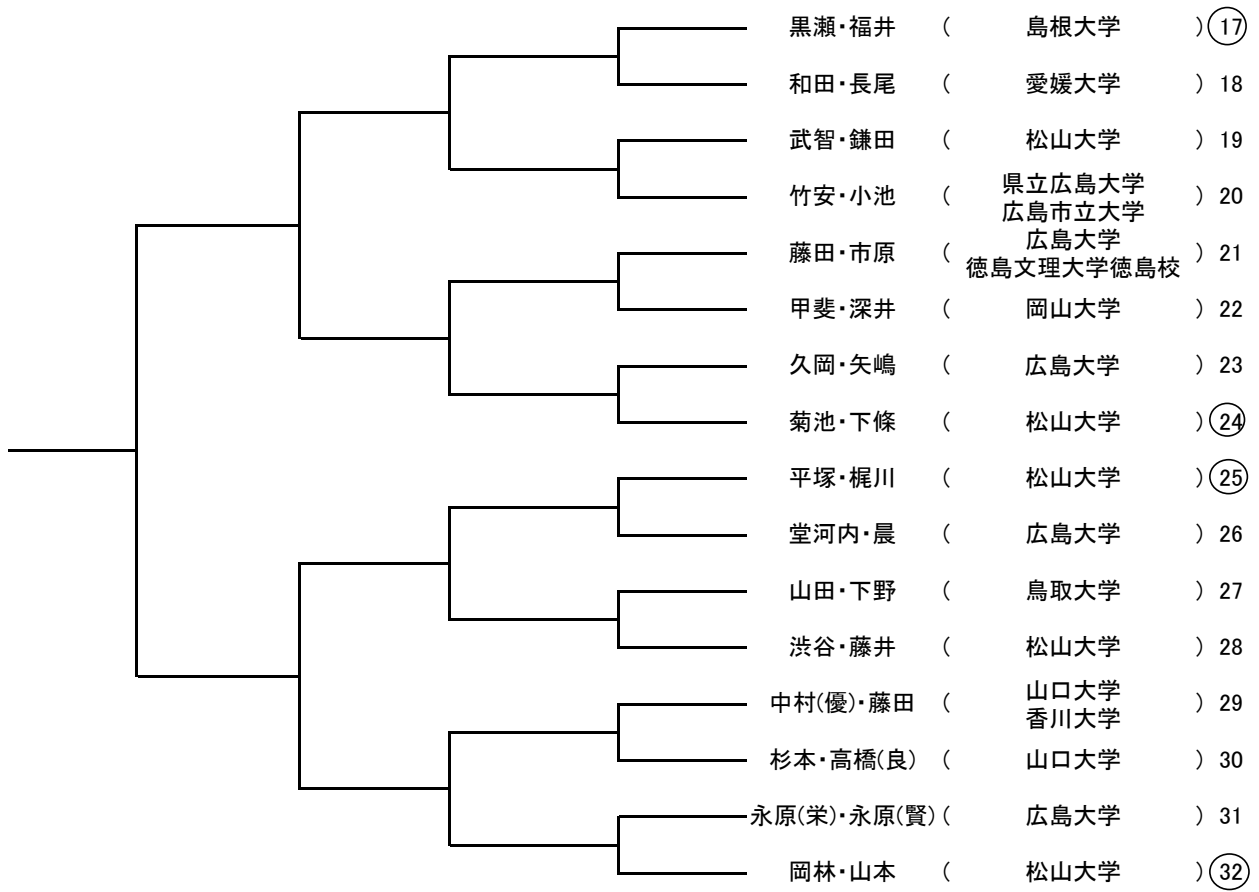 黒瀬・福井 ( 島根大学 ) 17
和田・長尾 ( 愛媛大学 ) 18
武智・鎌田 ( 松山大学 ) 19
竹安・小池 ( 県立広島大学
広島市立大学 ) 20
藤田・市原 ( 広島大学
徳島文理大学徳島校 ) 21
甲斐・深井 ( 岡山大学 ) 22
久岡・矢嶋 ( 広島大学 ) 23
菊池・下條 ( 松山大学 ) 24
平塚・梶川 ( 松山大学 ) 25
堂河内・晨 ( 広島大学 ) 26
山田・下野 ( 鳥取大学 ) 27
渋谷・藤井 ( 松山大学 ) 28
中村(優)・藤田 ( 山口大学
香川大学 ) 29
杉本・高橋(良) ( 山口大学 ) 30
永原(栄)・永原(賢) ( 広島大学 ) 31
岡林・山本 ( 松山大学 ) 32